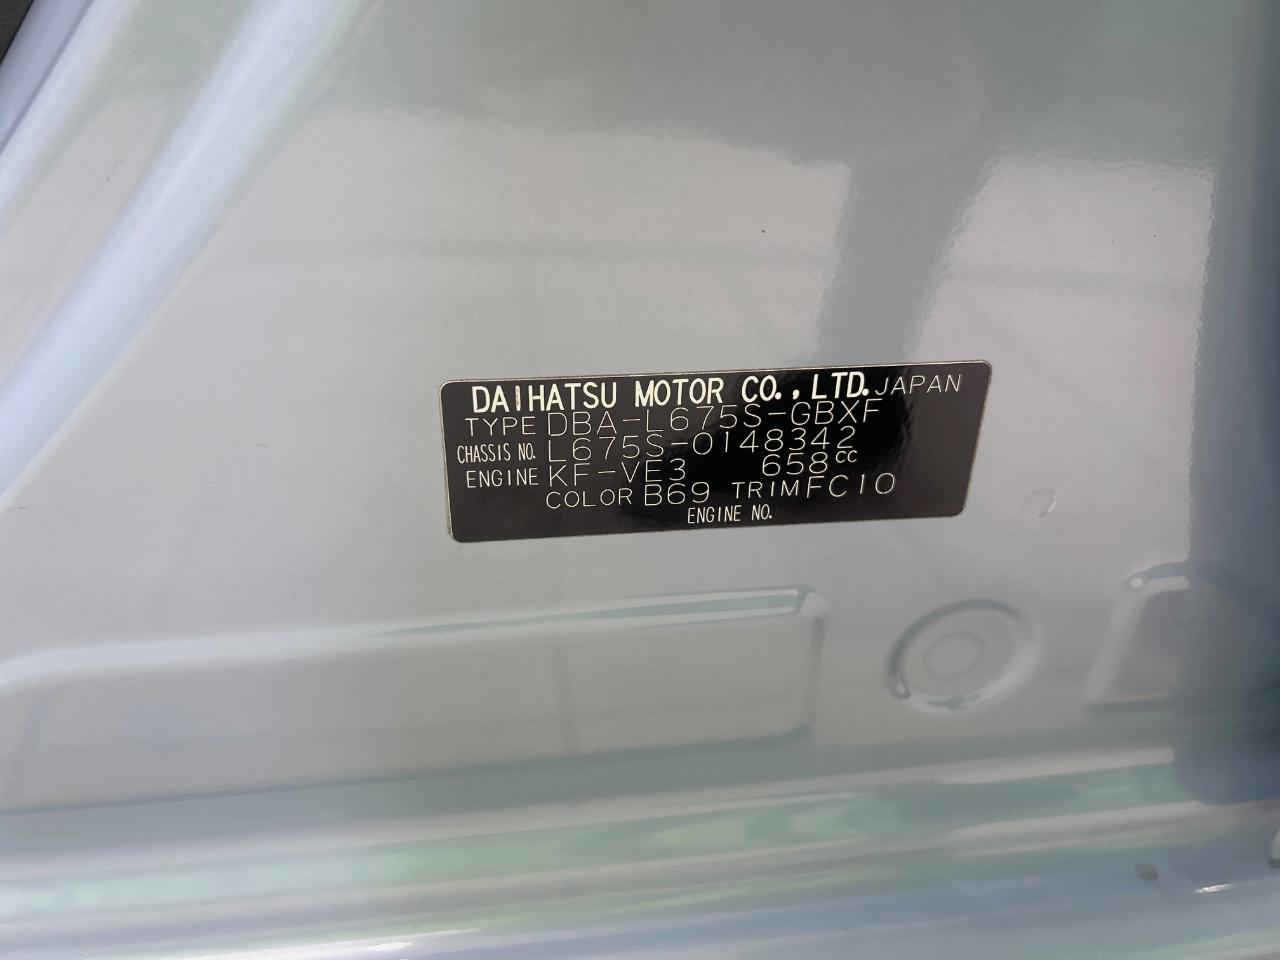 DAIHATSU MOTOR CO., LTD. JAPAN
TYPE DBA-L675S-GBXF
CHASSIS NO. L675S-0148342
ENGINE KF-VE3 658cc
COLOR B69 TRIM FC10
ENGINE NO.